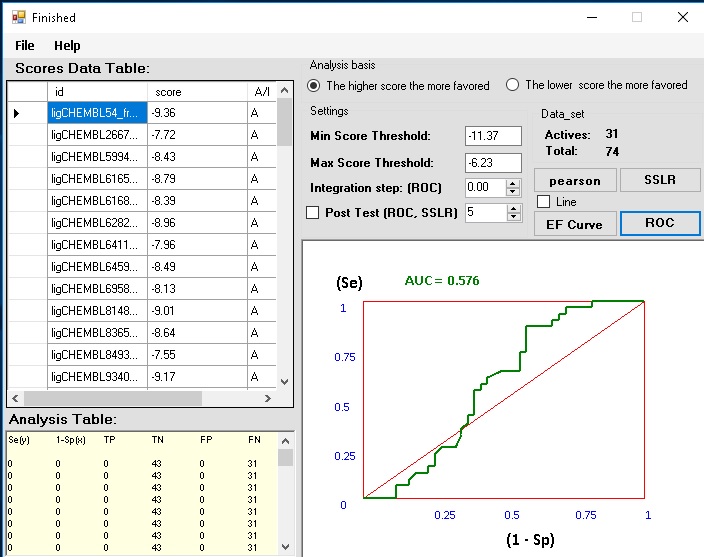 Finished
File Help
Scores Data Table:
id score A/I
ligCHEMBL54_fr... -9.36 A
ligCHEMBL2667... -7.72 A
ligCHEMBL5994... -8.43 A
ligCHEMBL6165... -8.79 A
ligCHEMBL6168... -8.39 A
ligCHEMBL6282... -8.96 A
ligCHEMBL6411... -7.96 A
ligCHEMBL6459... -8.49 A
ligCHEMBL6958... -8.13 A
ligCHEMBL8148... -9.01 A
ligCHEMBL8365... -8.64 A
ligCHEMBL8493... -7.55 A
ligCHEMBL9340... -9.17 A
Analysis Table:
Se(y) 1-Sp(x) TP TN FP FN
0 0 0 43 0 31
0 0 0 43 0 31
0 0 0 43 0 31
0 0 0 43 0 31
0 0 0 43 0 31
0 0 0 43 0 31
0 0 0 43 0 31
0 0 0 43 0 31
Analysis basis
The higher score the more favored The lower score the more favored
Settings
Min Score Threshold: -11.37
Max Score Threshold: -6.23
Integration step: (ROC) 0.00
Post Test (ROC, SSLR) 5
Data_set
Actives: 31
Total: 74
pearson SSLR
Line
EF Curve ROC
(Se) AUC= 0.576
1
0.75
0.5
0.25
0
0.25 0.5 0.75 1
(1 - Sp)